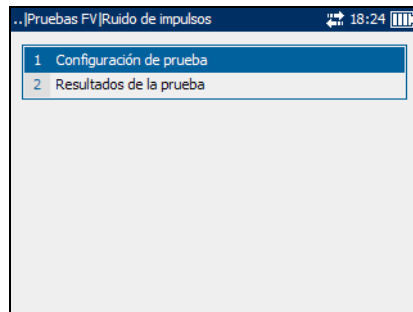 ..|Pruebas FV|Ruido de impulsos 18:24
1 Configuración de prueba
2 Resultados de la prueba